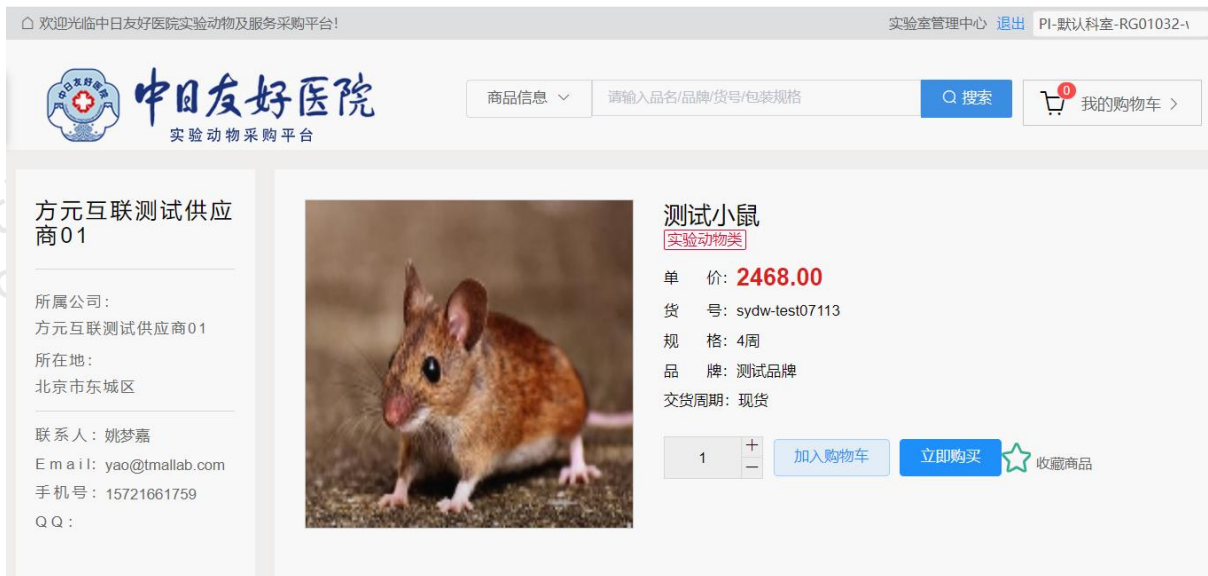 欢迎光临中日友好医院实验动物及服务采购平台!
实验室管理中心 退出 PI-默认科室-RG01032-
中日友好医院
中日友好医院
实验动物采购平台
商品信息 请输入品名/品牌/货号/包装规格 搜索
0 我的购物车
方元互联测试供应
商01
所属公司:
方元互联测试供应商01
所在地:
北京市东城区
联系人: 姚梦嘉
Email: yao@tmallab.com
手机号: 15721661759
QQ:
测试小鼠
实验动物类
单 价: 2468.00
货 号: sydw-test07113
规 格: 4周
品 牌: 测试品牌
交货周期: 现货
1 + − 加入购物车 立即购买 收藏商品